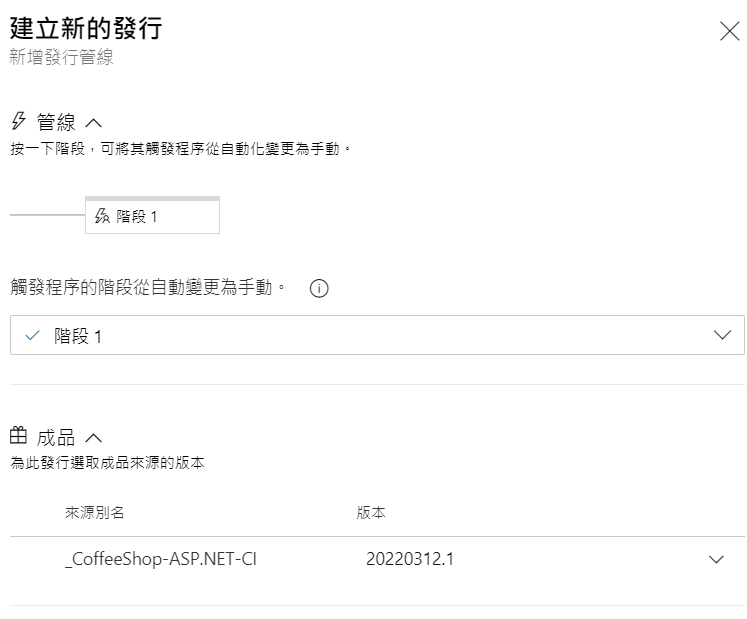 建立新的發行
新增發行管線
管線
按一下階段，可將其觸發程序從自動化變更為手動。
階段 1
觸發程序的階段從自動變更為手動。
階段 1
成品
為此發行選取成品來源的版本
來源別名 版本
_CoffeeShop-ASP.NET-CI 20220312.1